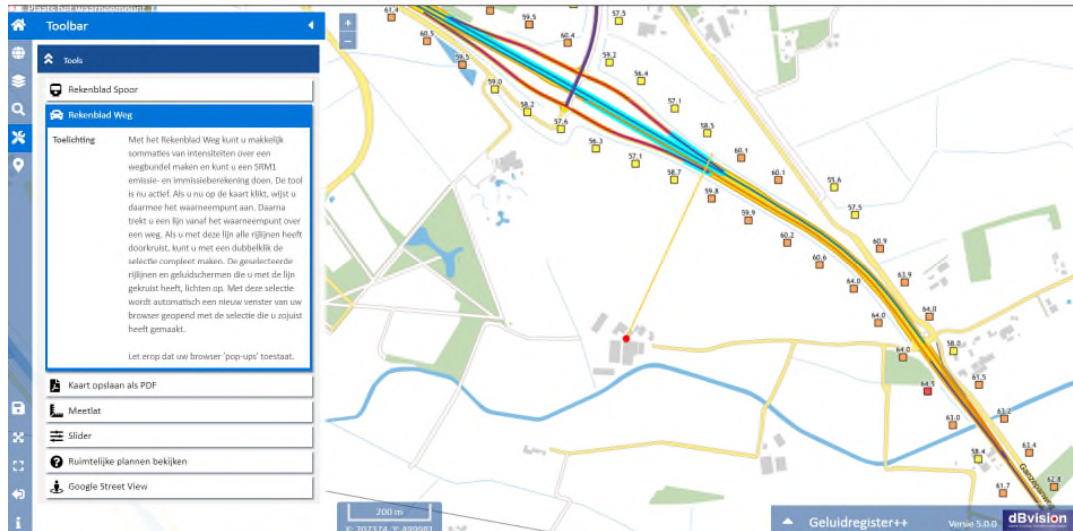 Plaats het waarneempunt
Toolbar
Tools
Rekenblad Spoor
Rekenblad Weg
Toelichting
Met het Rekenblad Weg kunt u makkelijk
sommaties van intensiteiten over een
wegbundel maken en kunt u een SRM1
emissie- en immissieberekening doen. De tool
is nu actief. Als u nu op de kaart klikt, wijst u
daarmee het waarneempunt aan. Daarna
trekt u een lijn vanaf het waarneempunt over
een weg. Als u met deze lijn alle rijlijnen heeft
doorkruist, kunt u met een dubbelklik de
selectie compleet maken. De geselecteerde
rijlijnen en geluidschermen die u met de lijn
gekruist heeft, lichten op. Met deze selectie
wordt automatisch een nieuw venster van uw
browser geopend met de selectie die u zojuist
heeft gemaakt.
Let erop dat uw browser 'pop-ups' toestaat.
Kaart opslaan als PDF
Meetlat
Slider
Ruimtelijke plannen bekijken
Google Street View
+
−
61.4
59.5
57.5
60.5
60.4
59.5
59.2
59.0
56.4
58.2
57.1
57.6
58.5
56.3
60.1
57.1
58.7
60.1
59.8
55.6
59.9
57.5
60.2
60.9
60.6
63.9
64.0
64.0
64.0
64.0
58.0
64.5
61.5
63.0
63.2
63.4
58.4
62.8
61.7
200 m
X: 207374, Y: 499981
Geluidregister++
Versie 5.0.0
dBvision